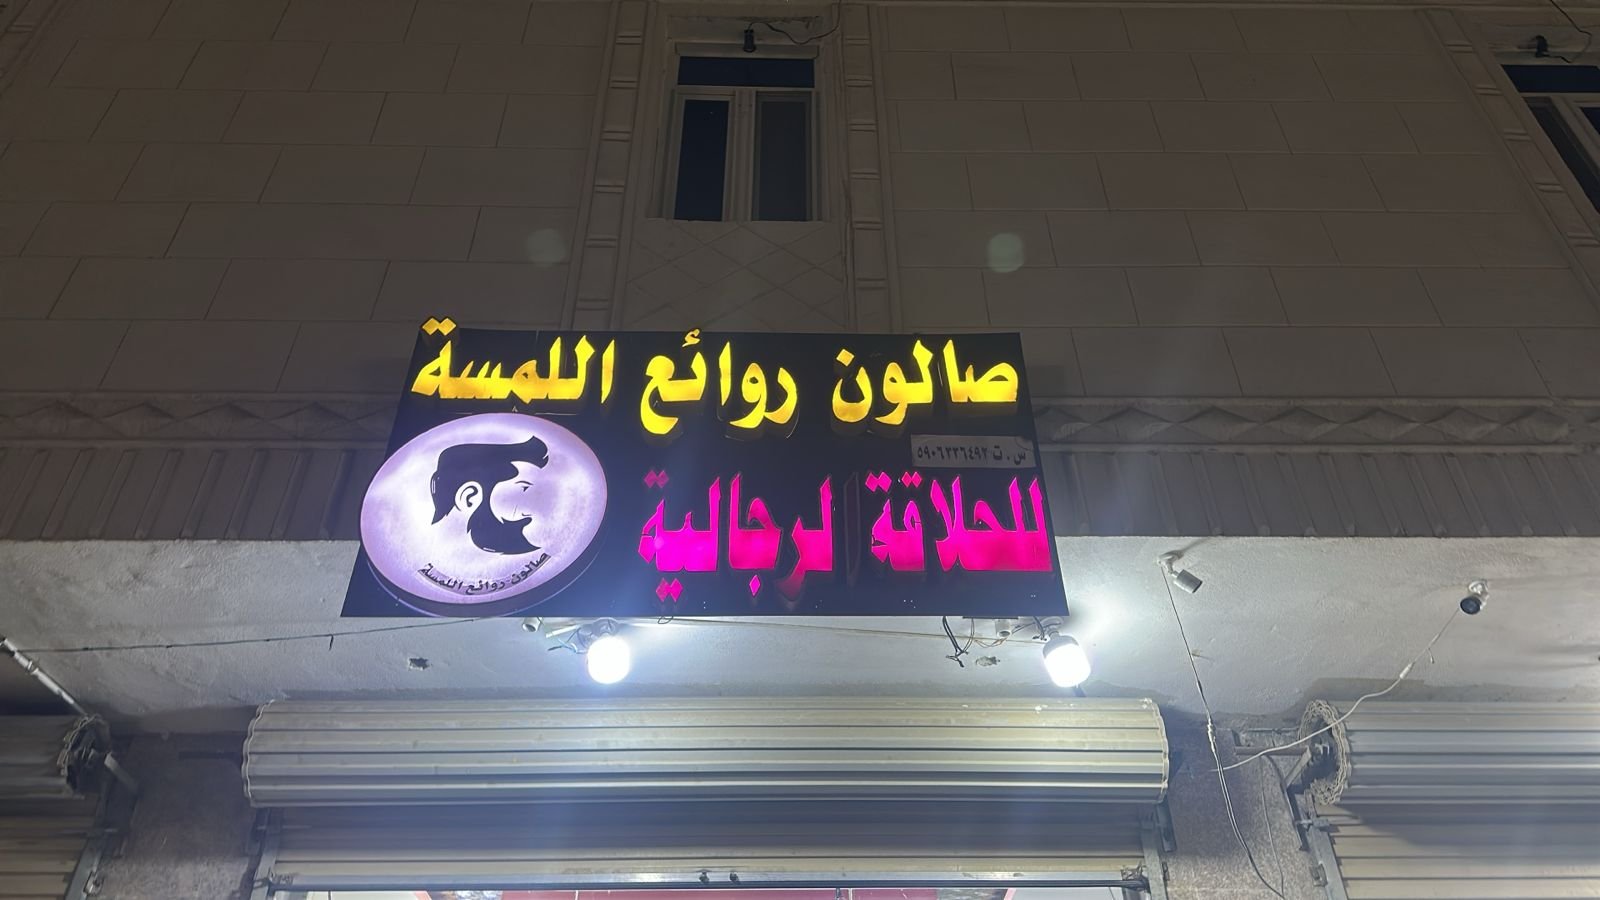 صالون روائع اللمسة
س.ت ٥٩٠٦٣٣٦٤٩٢
للحلاقة لرجالية
صالون روائع اللمسة